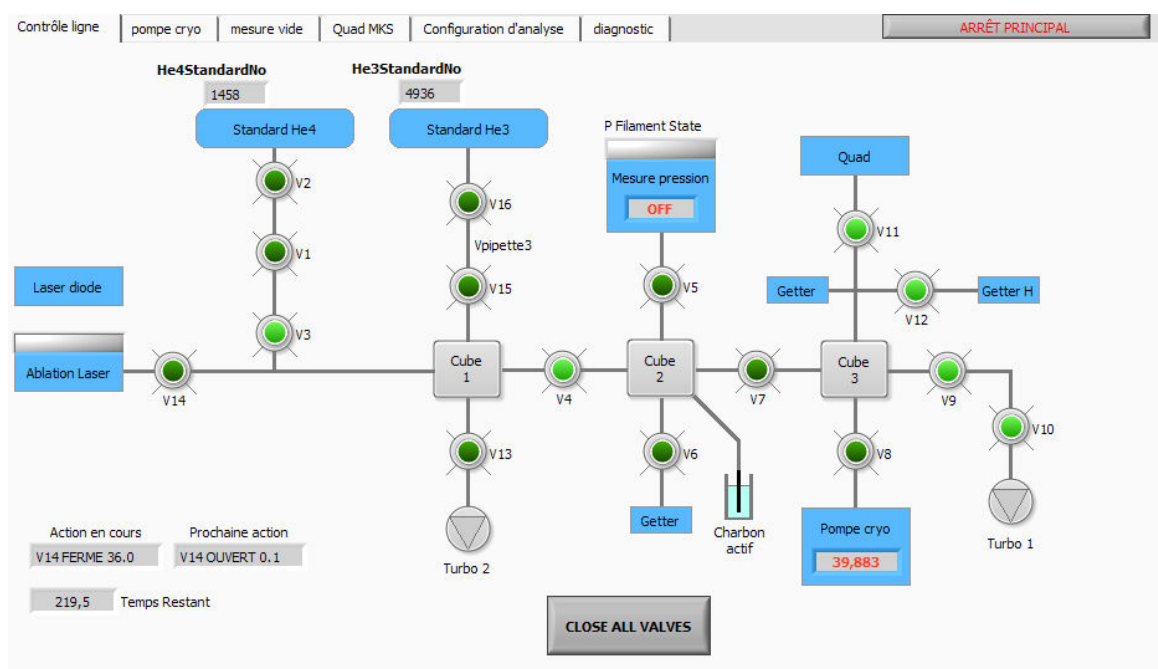 Contrôle ligne
pompe cryo
mesure vide
Quad MKS
Configuration d'analyse
diagnostic
ARRÊT PRINCIPAL
He4StandardNo
1458
He3StandardNo
4936
Standard He4
Standard He3
P Filament State
Mesure pression
OFF
Quad
V2
V16
V11
Vpipette3
V1
V15
V5
Laser diode
Getter
Getter H
V12
V3
Ablation Laser
V14
Cube
1
V4
Cube
2
V7
Cube
3
V9
V10
V13
V6
V8
Getter
Charbon
actif
Pompe cryo
39,883
Turbo 1
Turbo 2
Action en cours
Prochaine action
V14 FERME 36.0
V14 OUVERT 0.1
219,5
Temps Restant
CLOSE ALL VALVES